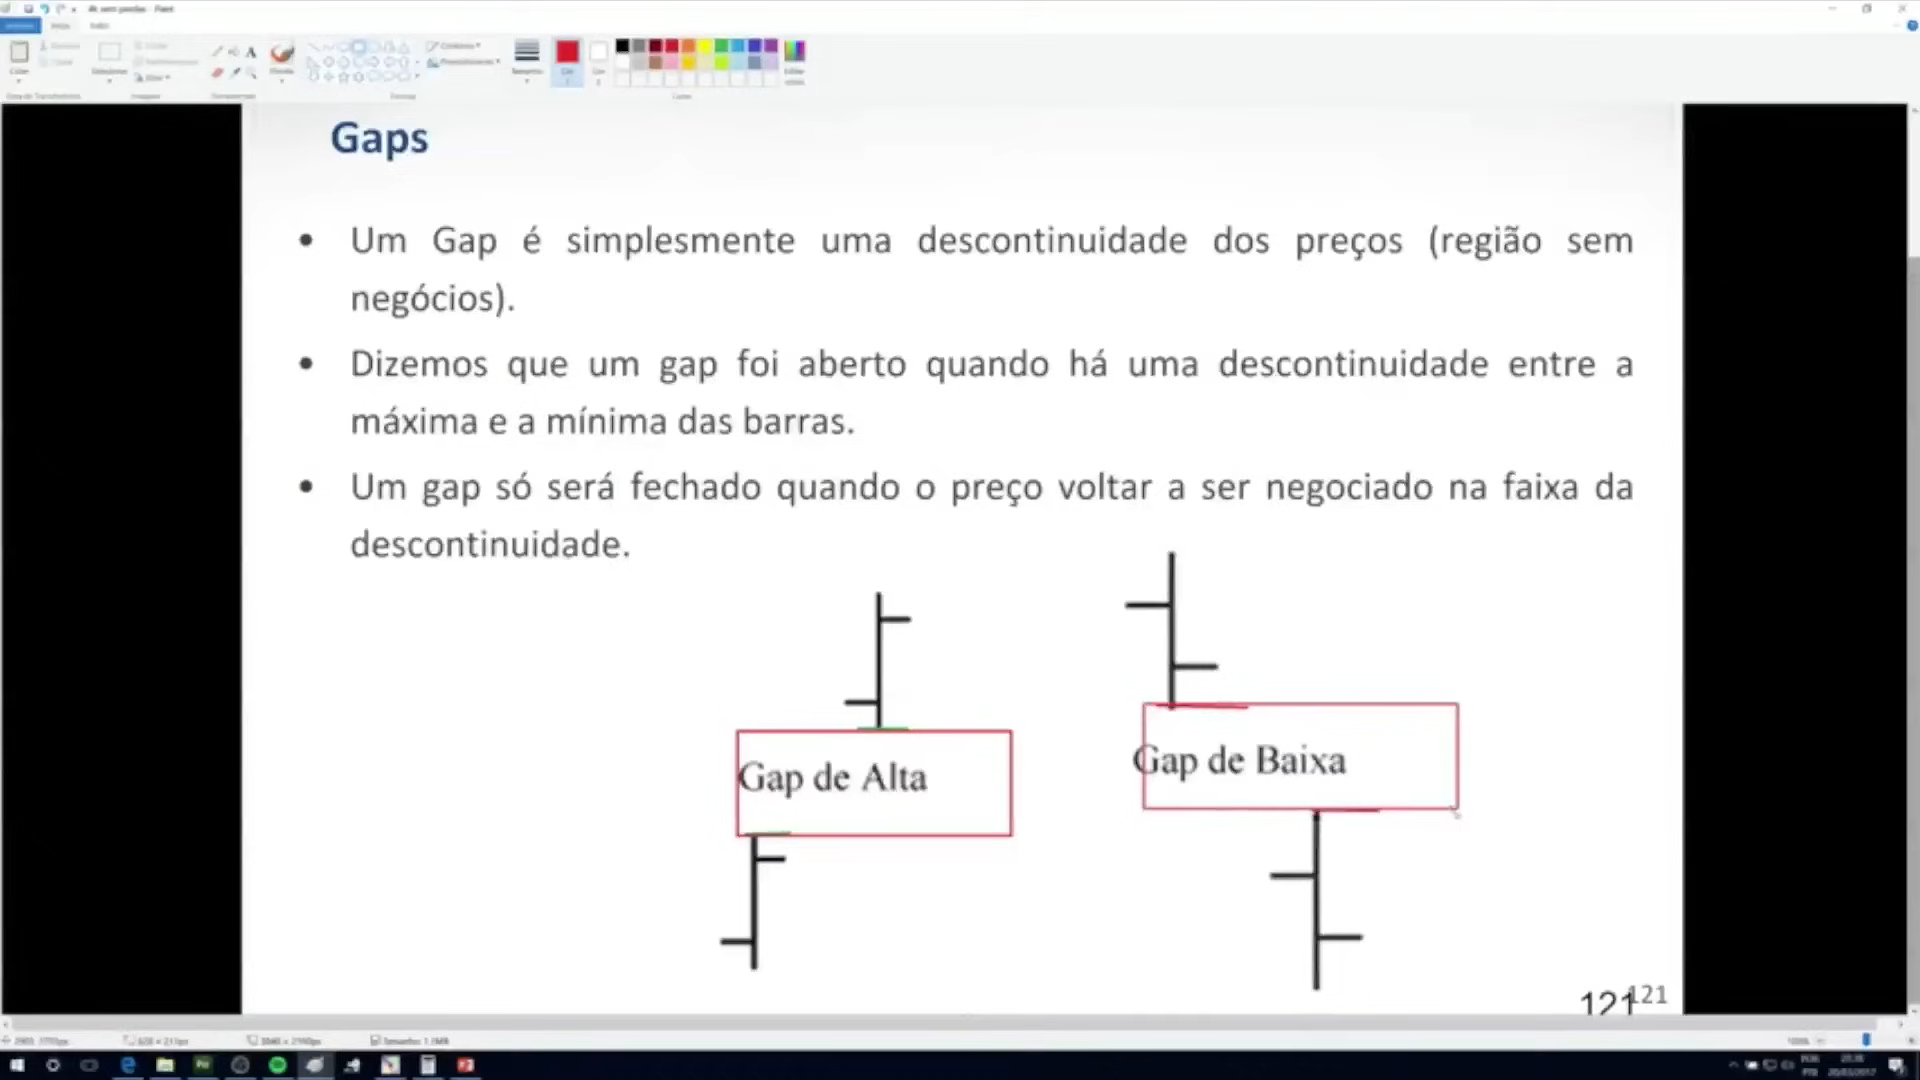 Gaps
Um Gap é simplesmente uma descontinuidade dos preços (região sem
negócios).
Dizemos que um gap foi aberto quando há uma descontinuidade entre a
máxima e a mínima das barras.
Um gap só será fechado quando o preço voltar a ser negociado na faixa da
descontinuidade.
Gap de Alta
Gap de Baixa
121
121